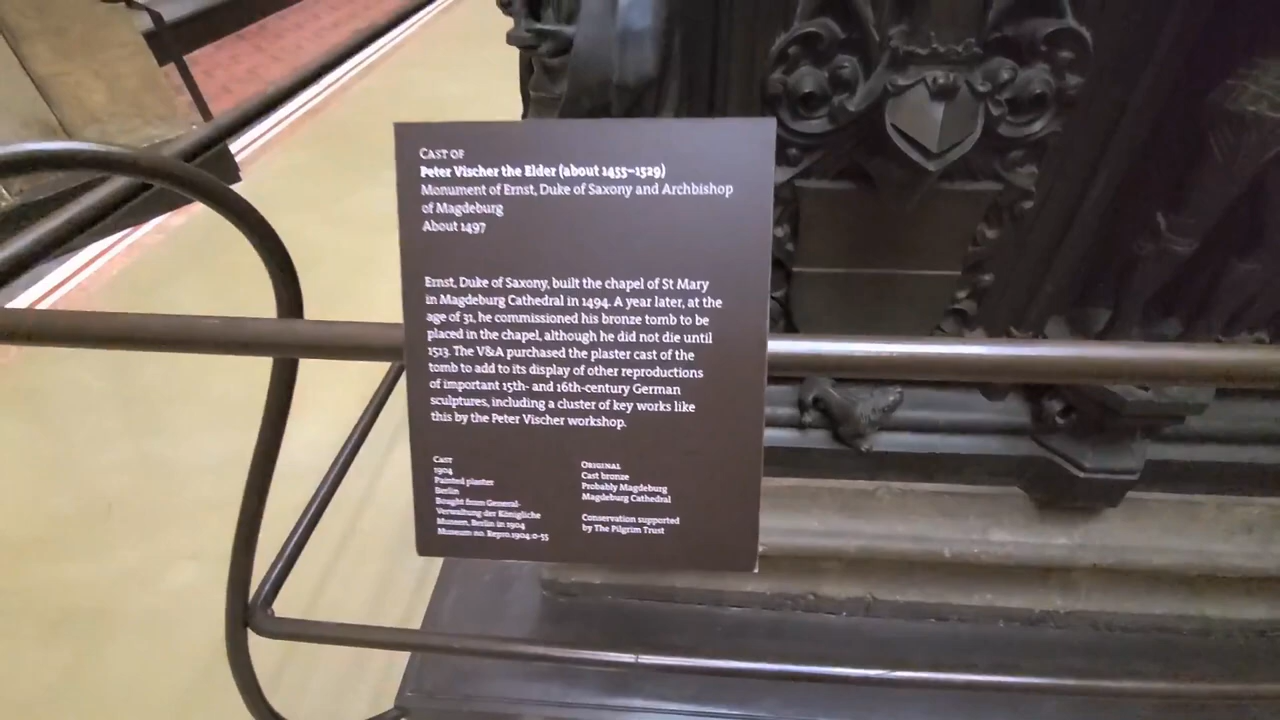 CAST OF
Peter Vischer the Elder (about 1455–1529)
Monument of Ernst, Duke of Saxony and Archbishop
of Magdeburg
About 1497
Ernst, Duke of Saxony, built the chapel of St Mary
in Magdeburg Cathedral in 1494. A year later, at the
age of 31, he commissioned his bronze tomb to be
placed in the chapel, although he did not die until
1513. The V&A purchased the plaster cast of the
tomb to add to its display of other reproductions
of important 15th- and 16th-century German
sculptures, including a cluster of key works like
this by the Peter Vischer workshop.
CAST
1904
Painted plaster
Berlin
Bought from General-
Verwaltung der Königliche
Museen, Berlin in 1904
Museum no. Repro.1904:0-55
ORIGINAL
Cast bronze
Probably Magdeburg
Magdeburg Cathedral
Conservation supported
by The Pilgrim Trust